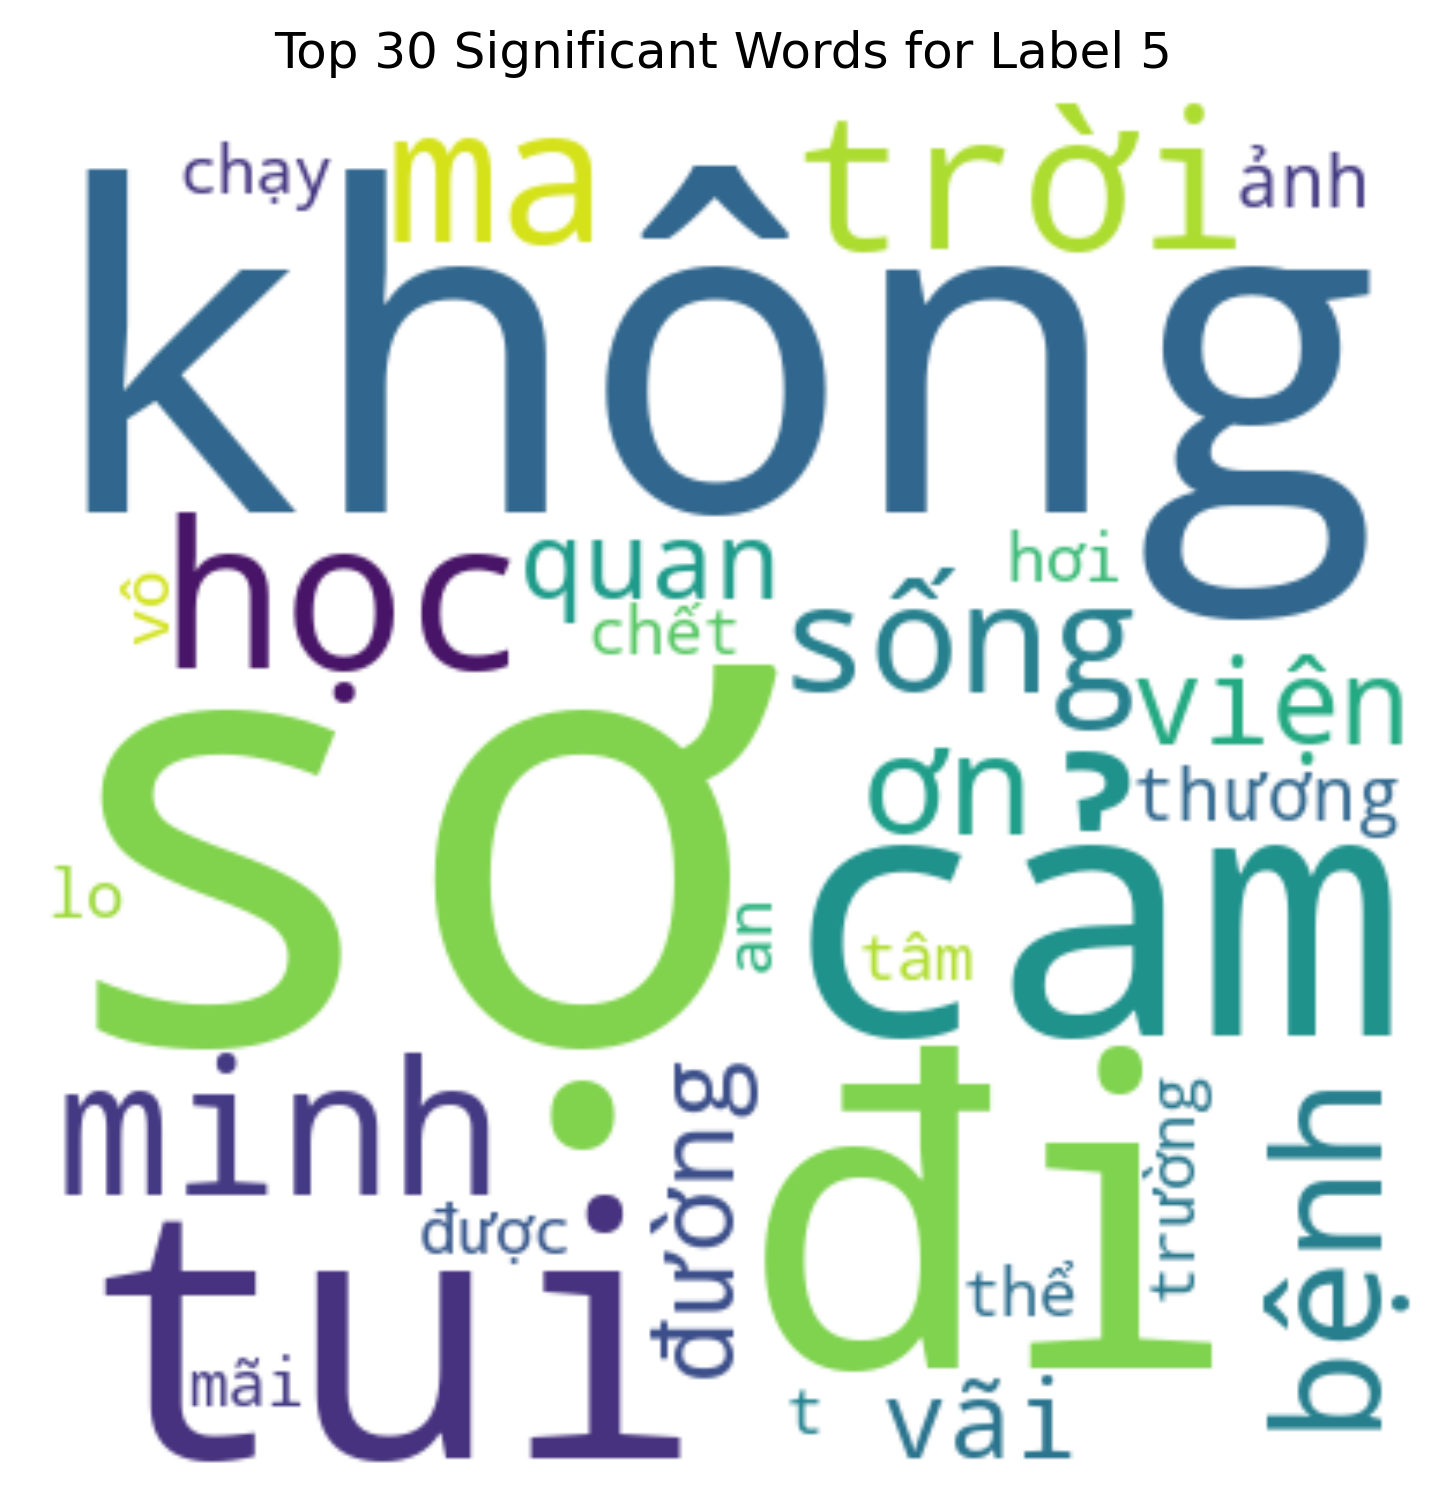 Top 30 Significant Words for Label 5
chạy
ma
trời
ảnh
không
học
quan
hơi
vô
chết
sống
viện
sợ
ơn
thương
lo
cảm
an
tâm
minh
đường
đi
trường
bệnh
được
tui
thể
mãi
t
vãi